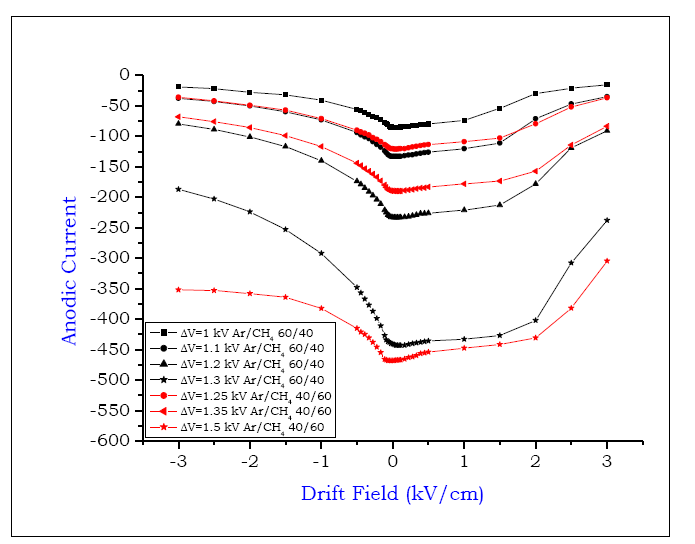 0
-50
-100
-150
-200
-250
-300
-350
-400
-450
-500
-550
-600
Anodic Current
ΔV=1 kV Ar/CH₄ 60/40
ΔV=1.1 kV Ar/CH₄ 60/40
ΔV=1.2 kV Ar/CH₄ 60/40
ΔV=1.3 kV Ar/CH₄ 60/40
ΔV=1.25 kV Ar/CH₄ 40/60
ΔV=1.35 kV Ar/CH₄ 40/60
ΔV=1.5 kV Ar/CH₄ 40/60
-3 -2 -1 0 1 2 3
Drift Field (kV/cm)